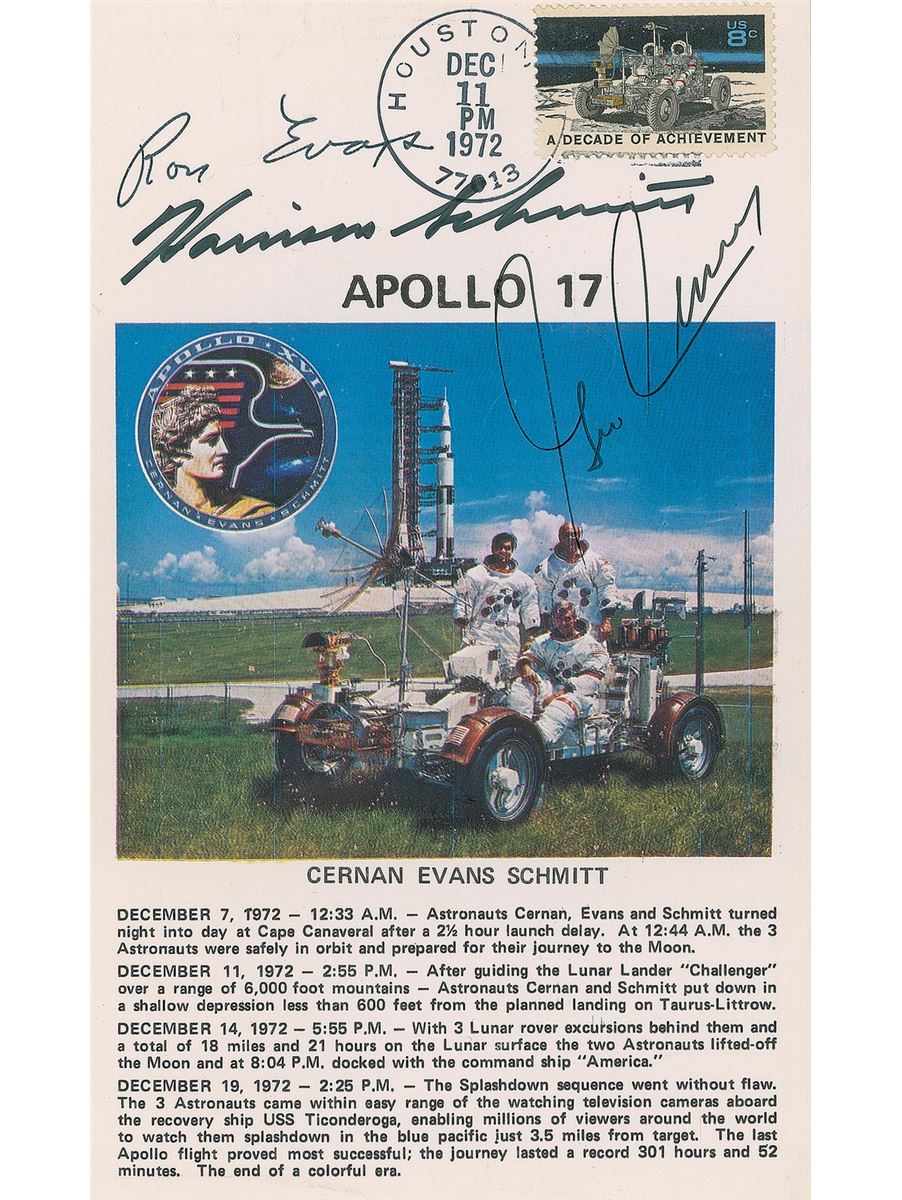 HOUSTON
DEC
11
PM
1972
77013
US
8c
A DECADE OF ACHIEVEMENT
Ron Evans
Harrison Schmitt
Gene Cernan
APOLLO 17
APOLLO XVII
CERNAN ★ EVANS ★ SCHMITT
CERNAN EVANS SCHMITT
DECEMBER 7, 1972 — 12:33 A.M. — Astronauts Cernan, Evans and Schmitt turned
night into day at Cape Canaveral after a 2½ hour launch delay. At 12:44 A.M. the 3
Astronauts were safely in orbit and prepared for their journey to the Moon.
DECEMBER 11, 1972 — 2:55 P.M. — After guiding the Lunar Lander "Challenger"
over a range of 6,000 foot mountains — Astronauts Cernan and Schmitt put down in
a shallow depression less than 600 feet from the planned landing on Taurus-Littrow.
DECEMBER 14, 1972 — 5:55 P.M. — With 3 Lunar rover excursions behind them and
a total of 18 miles and 21 hours on the Lunar surface the two Astronauts lifted-off
the Moon and at 8:04 P.M. docked with the command ship "America."
DECEMBER 19, 1972 — 2:25 P.M. — The Splashdown sequence went without flaw.
The 3 Astronauts came within easy range of the watching television cameras aboard
the recovery ship USS Ticonderoga, enabling millions of viewers around the world
to watch them splashdown in the blue pacific just 3.5 miles from target. The last
Apollo flight proved most successful; the journey lasted a record 301 hours and 52
minutes. The end of a colorful era.